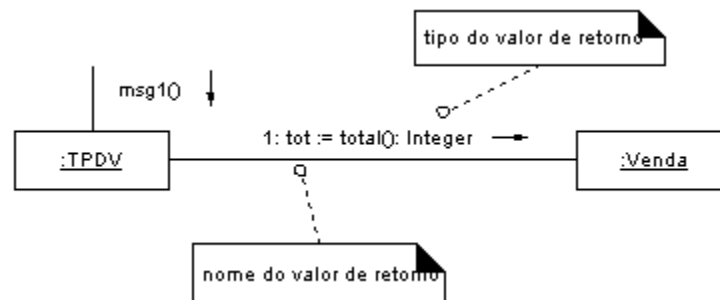 tipo do valor de retorno
msg1()
1: tot := total(): Integer
:TPDV
:Venda
nome do valor de retorno